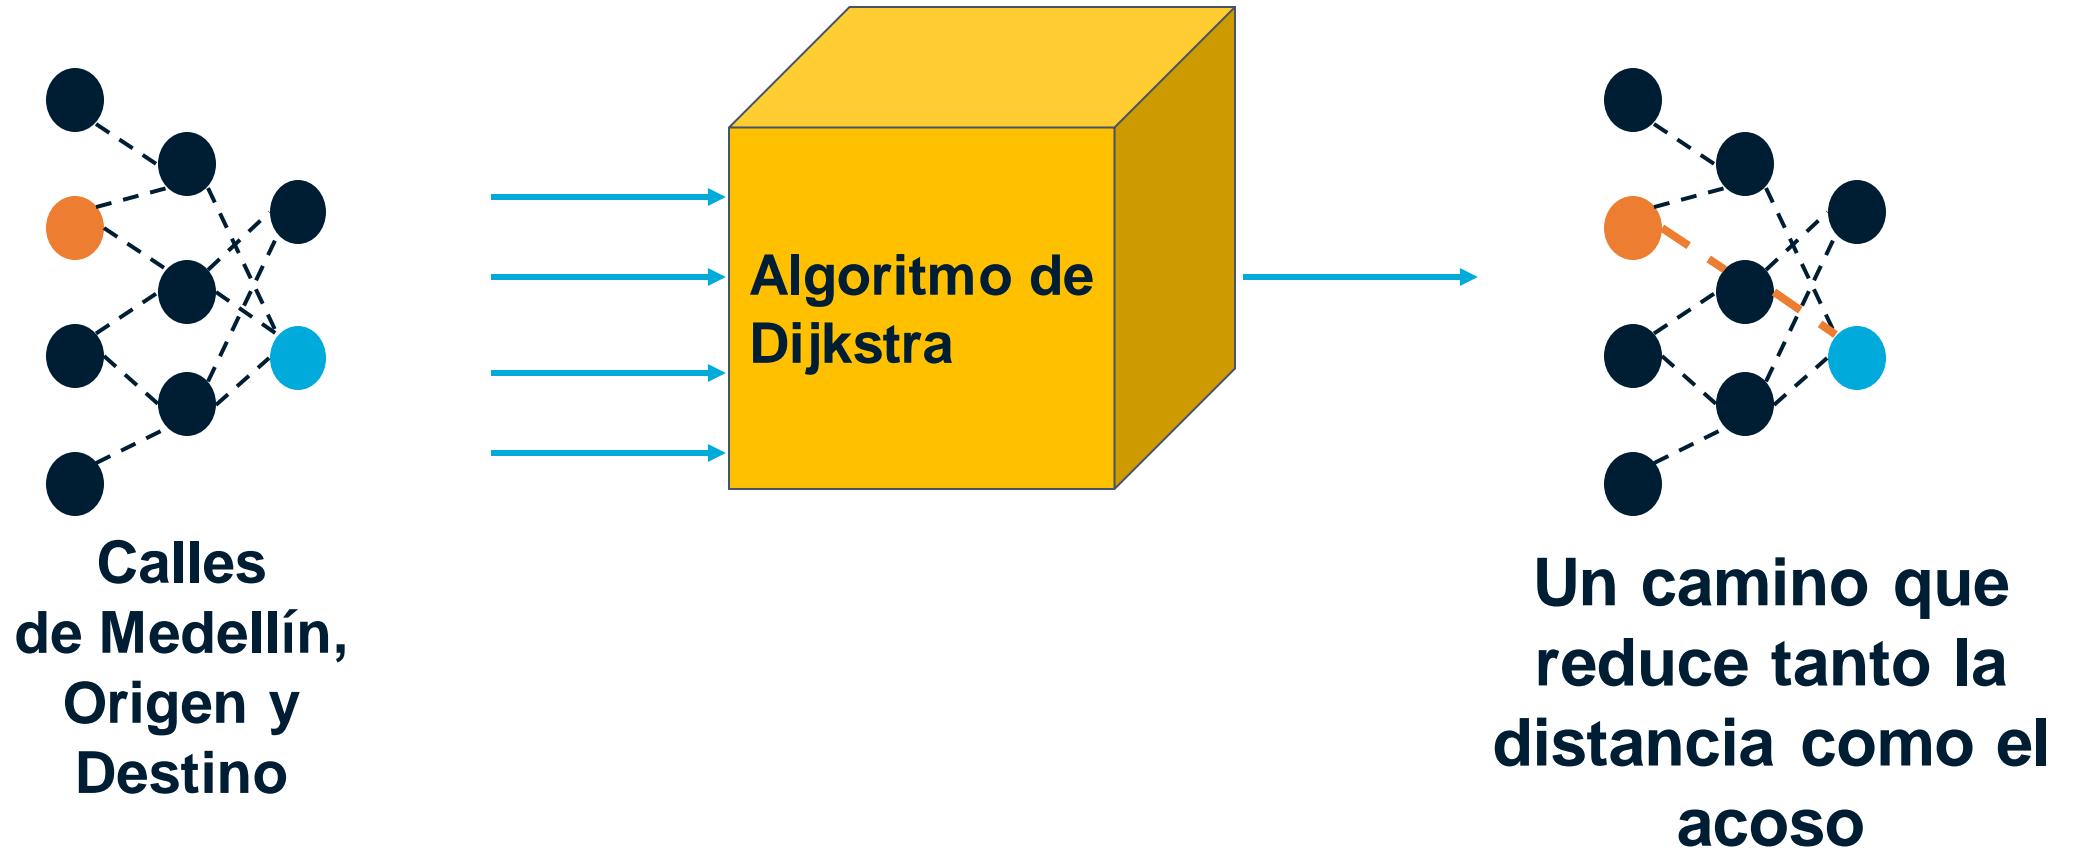 Algoritmo de
Dijkstra
Calles
de Medellín,
Origen y
Destino
Un camino que
reduce tanto la
distancia como el
acoso